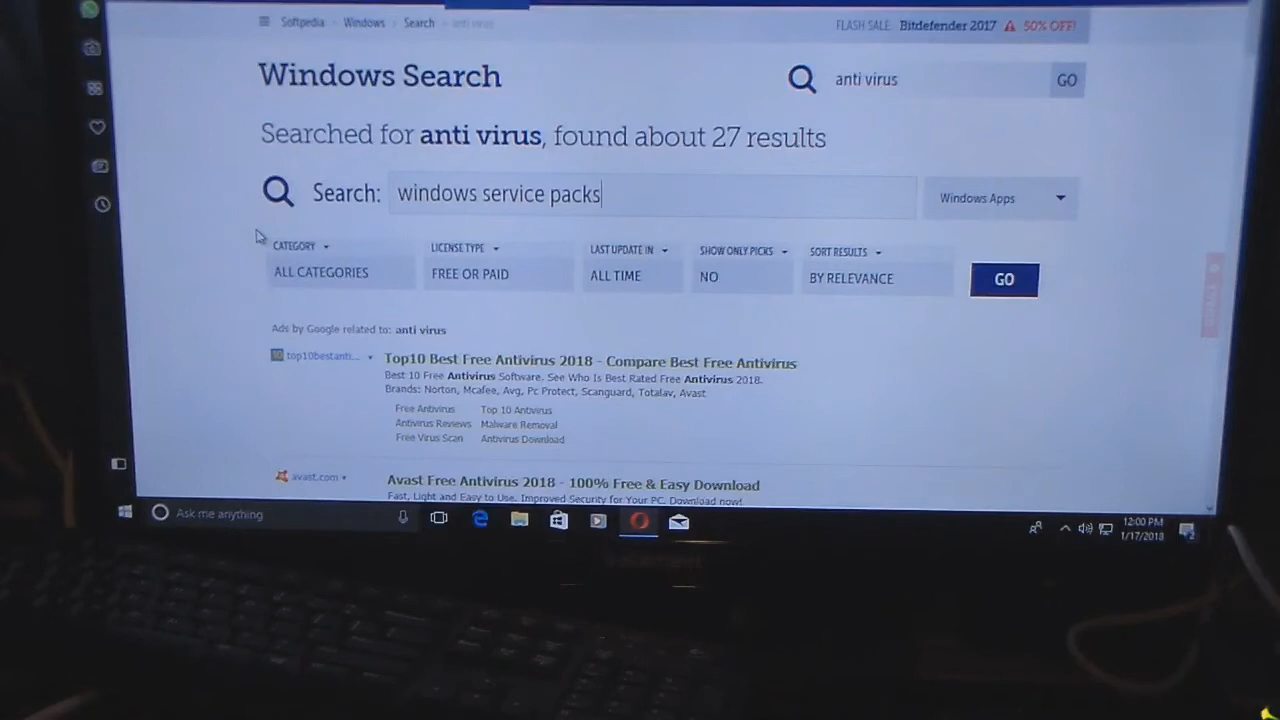 Softpedia > Windows > Search > anti virus
FLASH SALE: Bitdefender 2017 50% OFF!
Windows Search
anti virus
GO
Searched for anti virus, found about 27 results
Search:
windows service packs
Windows Apps
CATEGORY
LICENSE TYPE
LAST UPDATE IN
SHOW ONLY PICKS
SORT RESULTS
ALL CATEGORIES
FREE OR PAID
ALL TIME
NO
BY RELEVANCE
GO
Ads by Google related to: anti virus
top10bestanti...
Top10 Best Free Antivirus 2018 - Compare Best Free Antivirus
Best 10 Free Antivirus Software. See Who Is Best Rated Free Antivirus 2018.
Brands: Norton, Mcafee, Avg, Pc Protect, Scanguard, Totalav, Avast
Free Antivirus Top 10 Antivirus
Antivirus Reviews Malware Removal
Free Virus Scan Antivirus Download
avast.com
Avast Free Antivirus 2018 - 100% Free & Easy Download
Fast, Light and Easy to Use. Improved Security for Your PC. Download now!
Ask me anything
12:00 PM
1/17/2018
2